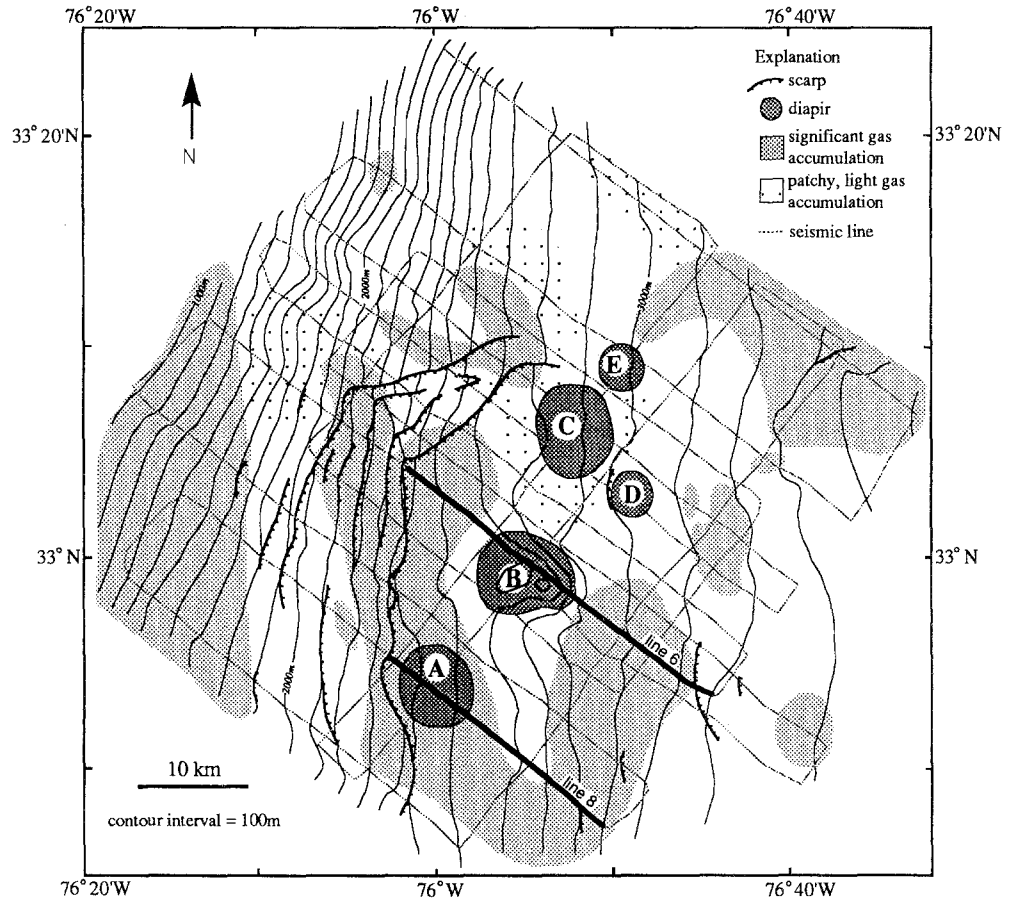 76° 20'W
76°W
76° 40'W
Explanation
scarp
diapir
significant gas
accumulation
patchy, light gas
accumulation
seismic line
N
33° 20'N
33° 20 N
1000m
2000m
3000m
E
C
D
33° N
33° N
B
line 6
A
2000m
line 8
10 km
contour interval = 100m
76° 20'W
76° W
76° 40'W